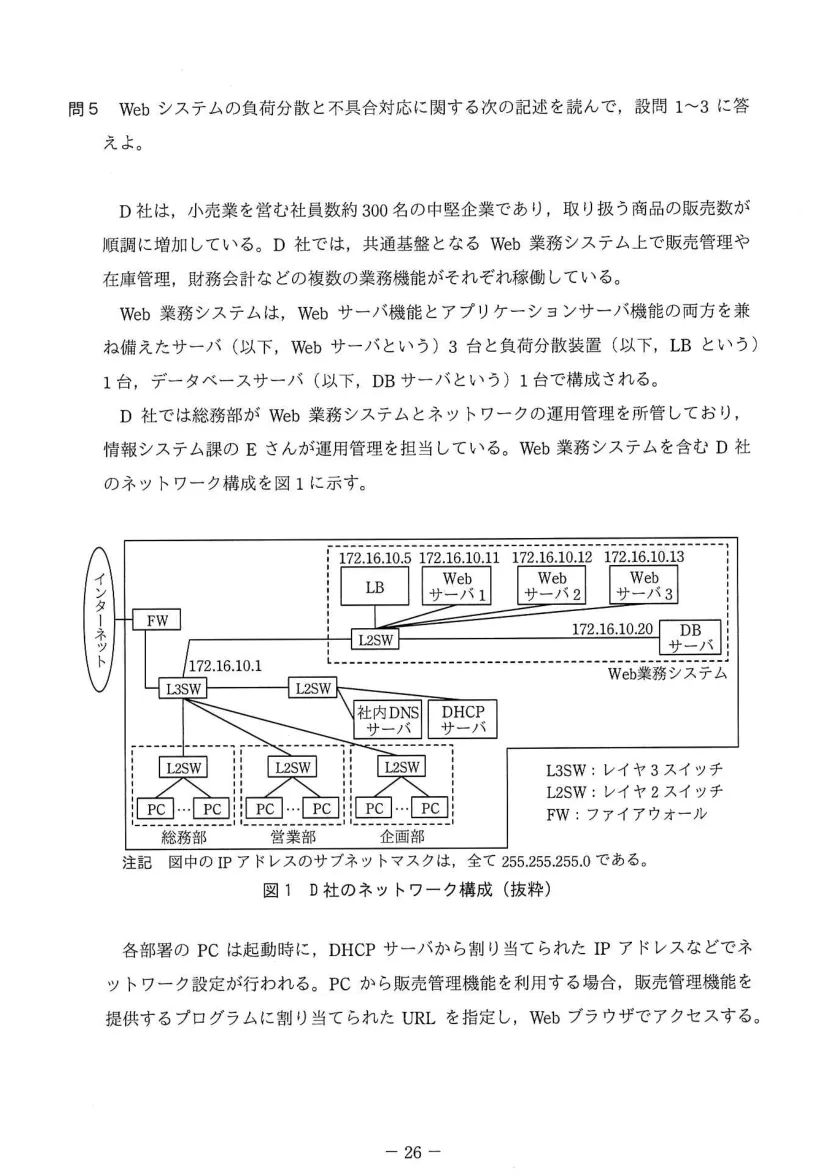 問5 Web システムの負荷分散と不具合対応に関する次の記述を読んで，設問 1～3 に答
えよ。
D 社は，小売業を営む社員数約 300 名の中堅企業であり，取り扱う商品の販売数が
順調に増加している。D 社では，共通基盤となる Web 業務システム上で販売管理や
在庫管理，財務会計などの複数の業務機能がそれぞれ稼働している。
Web 業務システムは，Web サーバ機能とアプリケーションサーバ機能の両方を兼
ね備えたサーバ（以下，Web サーバという）3 台と負荷分散装置（以下，LB という）
1 台，データベースサーバ（以下，DB サーバという）1 台で構成される。
D 社では総務部が Web 業務システムとネットワークの運用管理を所管しており，
情報システム課の E さんが運用管理を担当している。Web 業務システムを含む D 社
のネットワーク構成を図 1 に示す。
インターネット
172.16.10.5 172.16.10.11 172.16.10.12 172.16.10.13
LB
Web
サーバ 1
Web
サーバ 2
Web
サーバ 3
FW
L2SW
172.16.10.20
DB
サーバ
172.16.10.1
Web業務システム
L3SW
L2SW
社内DNS
サーバ
DHCP
サーバ
L2SW
L2SW
L2SW
PC … PC
PC … PC
PC … PC
総務部
営業部
企画部
L3SW：レイヤ 3 スイッチ
L2SW：レイヤ 2 スイッチ
FW：ファイアウォール
注記 図中の IP アドレスのサブネットマスクは，全て 255.255.255.0 である。
図 1 D 社のネットワーク構成（抜粋）
各部署の PC は起動時に，DHCP サーバから割り当てられた IP アドレスなどでネ
ットワーク設定が行われる。PC から販売管理機能を利用する場合，販売管理機能を
提供するプログラムに割り当てられた URL を指定し，Web ブラウザでアクセスする。
－ 26 －